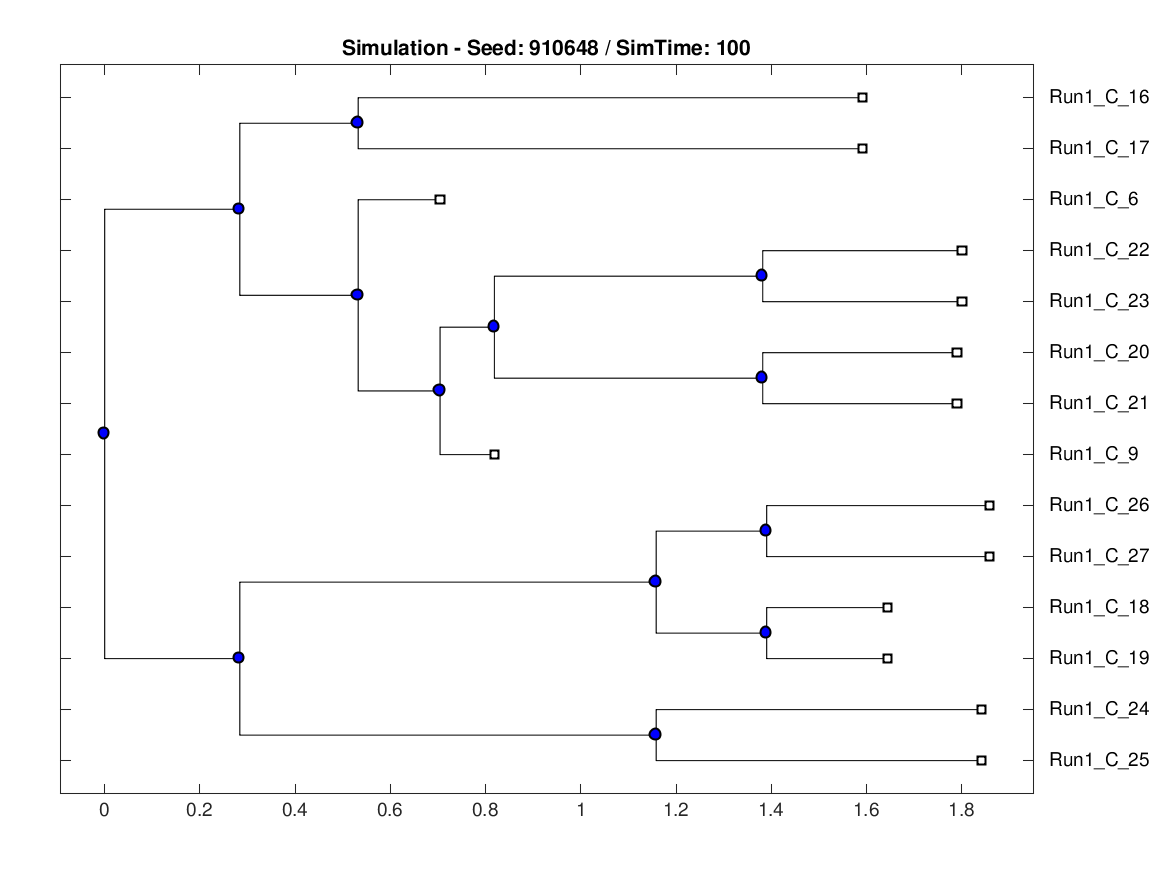 Simulation - Seed: 910648 / SimTime: 100
Run1_C_16
Run1_C_17
Run1_C_6
Run1_C_22
Run1_C_23
Run1_C_20
Run1_C_21
Run1_C_9
Run1_C_26
Run1_C_27
Run1_C_18
Run1_C_19
Run1_C_24
Run1_C_25
0 0.2 0.4 0.6 0.8 1 1.2 1.4 1.6 1.8